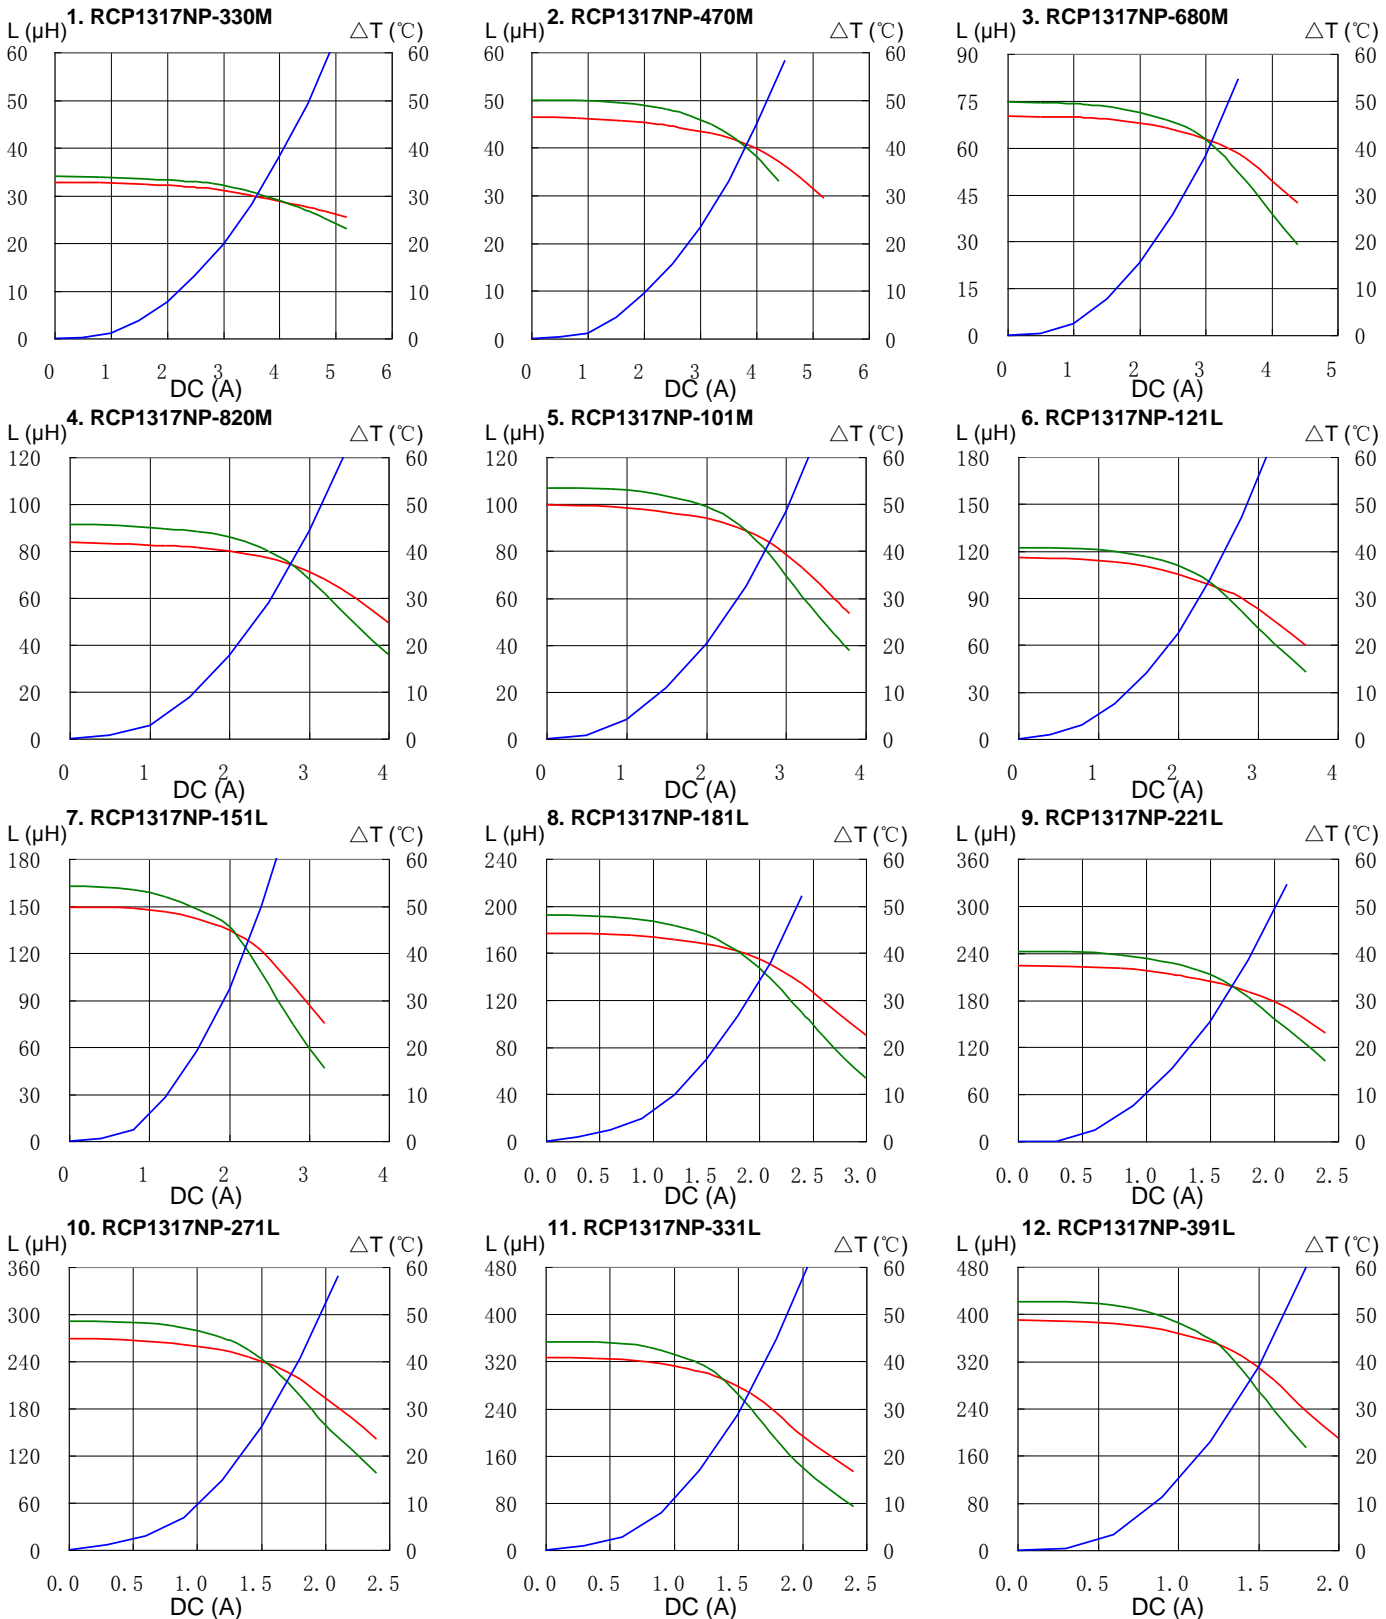 1. RCP1317NP-330M
L (μH)
△T (℃)
60
50
40
30
20
10
0
60
50
40
30
20
10
0
0 1 2 3 4 5 6
DC (A)
2. RCP1317NP-470M
L (μH)
△T (℃)
60
50
40
30
20
10
0
60
50
40
30
20
10
0
0 1 2 3 4 5 6
DC (A)
3. RCP1317NP-680M
L (μH)
△T (℃)
90
75
60
45
30
15
0
60
50
40
30
20
10
0
0 1 2 3 4 5
DC (A)
4. RCP1317NP-820M
L (μH)
△T (℃)
120
100
80
60
40
20
0
60
50
40
30
20
10
0
0 1 2 3 4
DC (A)
5. RCP1317NP-101M
L (μH)
△T (℃)
120
100
80
60
40
20
0
60
50
40
30
20
10
0
0 1 2 3 4
DC (A)
6. RCP1317NP-121L
L (μH)
△T (℃)
180
150
120
90
60
30
0
60
50
40
30
20
10
0
0 1 2 3 4
DC (A)
7. RCP1317NP-151L
L (μH)
△T (℃)
180
150
120
90
60
30
0
60
50
40
30
20
10
0
0 1 2 3 4
DC (A)
8. RCP1317NP-181L
L (μH)
△T (℃)
240
200
160
120
80
40
0
60
50
40
30
20
10
0
0.0 0.5 1.0 1.5 2.0 2.5 3.0
DC (A)
9. RCP1317NP-221L
L (μH)
△T (℃)
360
300
240
180
120
60
0
60
50
40
30
20
10
0
0.0 0.5 1.0 1.5 2.0 2.5
DC (A)
10. RCP1317NP-271L
L (μH)
△T (℃)
360
300
240
180
120
60
0
60
50
40
30
20
10
0
0.0 0.5 1.0 1.5 2.0 2.5
DC (A)
11. RCP1317NP-331L
L (μH)
△T (℃)
480
400
320
240
160
80
0
60
50
40
30
20
10
0
0.0 0.5 1.0 1.5 2.0 2.5
DC (A)
12. RCP1317NP-391L
L (μH)
△T (℃)
480
400
320
240
160
80
0
60
50
40
30
20
10
0
0.0 0.5 1.0 1.5 2.0
DC (A)